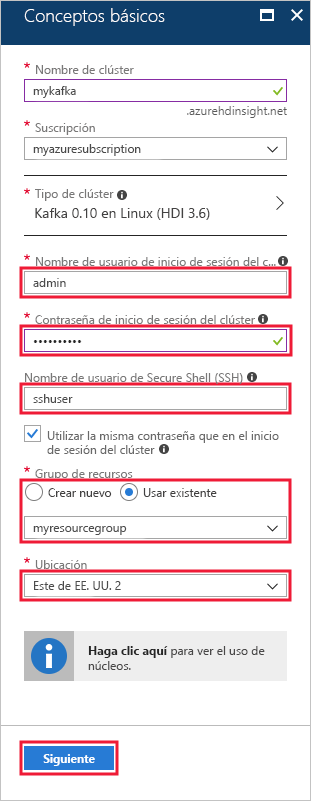 Conceptos básicos
* Nombre de clúster
mykafka
.azurehdinsight.net
* Suscripción
myazuresubscription
* Tipo de clúster
Kafka 0.10 en Linux (HDI 3.6)
* Nombre de usuario de inicio de sesión del c...
admin
* Contraseña de inicio de sesión del clúster
••••••••••
Nombre de usuario de Secure Shell (SSH)
sshuser
Utilizar la misma contraseña que en el inicio
de sesión del clúster
* Grupo de recursos
Crear nuevo Usar existente
myresourcegroup
* Ubicación
Este de EE. UU. 2
Haga clic aquí para ver el uso de
núcleos.
Siguiente